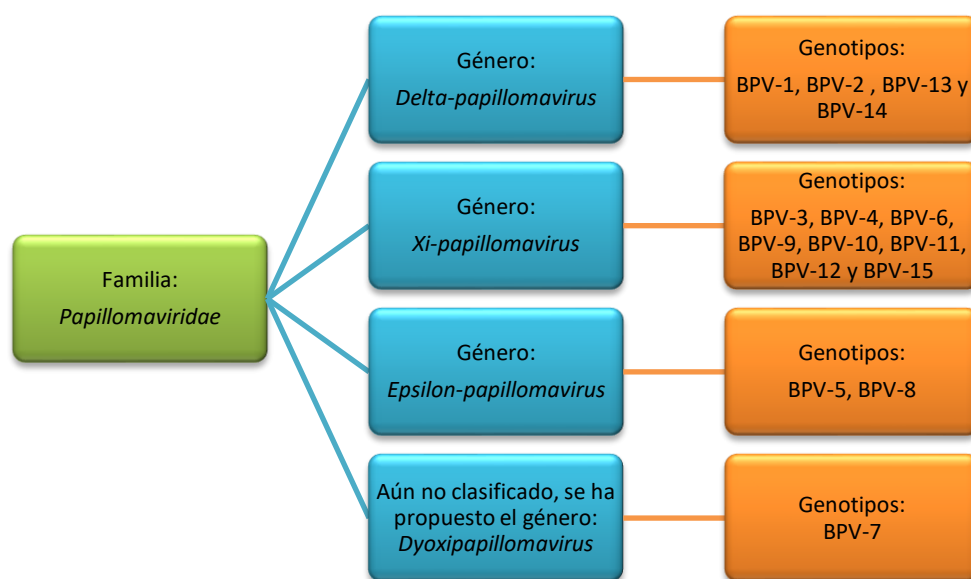 Familia:
Papillomaviridae
Género:
Delta-papillomavirus
Genotipos:
BPV-1, BPV-2 , BPV-13 y
BPV-14
Género:
Xi-papillomavirus
Genotipos:
BPV-3, BPV-4, BPV-6,
BPV-9, BPV-10, BPV-11,
BPV-12 y BPV-15
Género:
Epsilon-papillomavirus
Genotipos:
BPV-5, BPV-8
Aún no clasificado, se ha
propuesto el género:
Dyoxipapillomavirus
Genotipos:
BPV-7